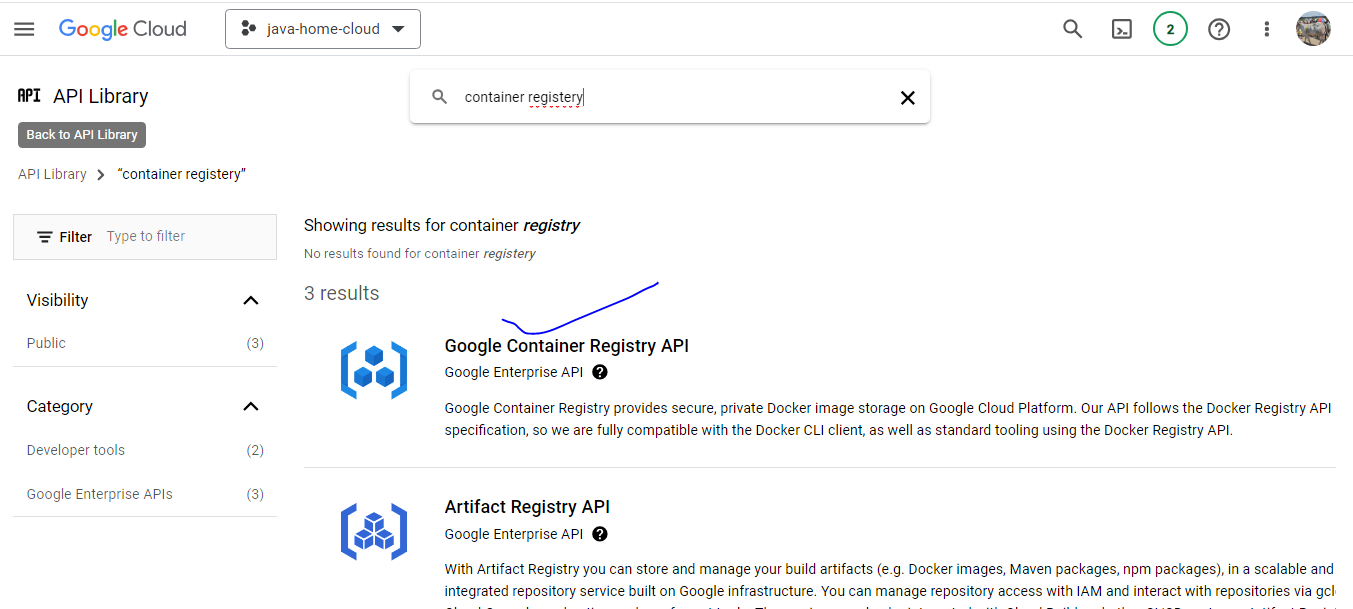 Google Cloud
java-home-cloud
2
API API Library
container registery
Back to API Library
API Library > “container registery”
Filter Type to filter
Visibility
Public (3)
Category
Developer tools (2)
Google Enterprise APIs (3)
Showing results for container registry
No results found for container registery
3 results
Google Container Registry API
Google Enterprise API
Google Container Registry provides secure, private Docker image storage on Google Cloud Platform. Our API follows the Docker Registry API
specification, so we are fully compatible with the Docker CLI client, as well as standard tooling using the Docker Registry API.
Artifact Registry API
Google Enterprise API
With Artifact Registry you can store and manage your build artifacts (e.g. Docker images, Maven packages, npm packages), in a scalable and
integrated repository service built on Google infrastructure. You can manage repository access with IAM and interact with repositories via